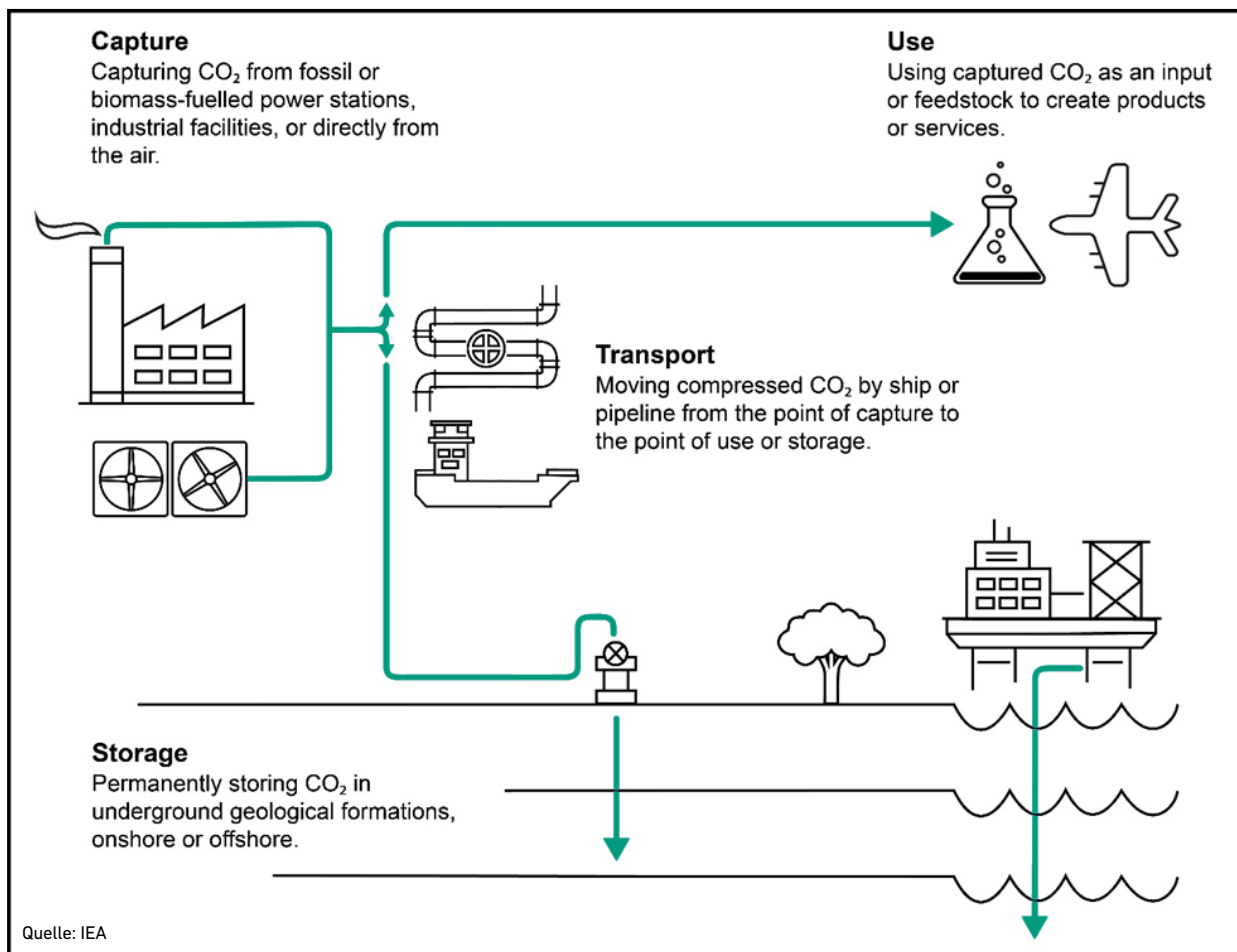 Capture
Capturing CO₂ from fossil or
biomass-fuelled power stations,
industrial facilities, or directly from
the air.
Use
Using captured CO₂ as an input
or feedstock to create products
or services.
Transport
Moving compressed CO₂ by ship or
pipeline from the point of capture to
the point of use or storage.
Storage
Permanently storing CO₂ in
underground geological formations,
onshore or offshore.
Quelle: IEA